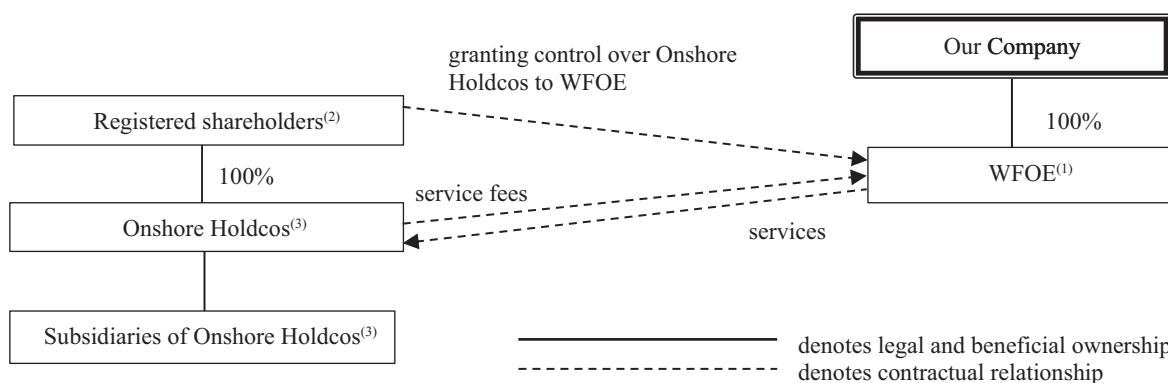 granting control over Onshore
Holdcos to WFOE
Our Company
Registered shareholders(2)
100%
100%
WFOE(1)
service fees
Onshore Holdcos(3)
services
Subsidiaries of Onshore Holdcos(3)
denotes legal and beneficial ownership
denotes contractual relationship